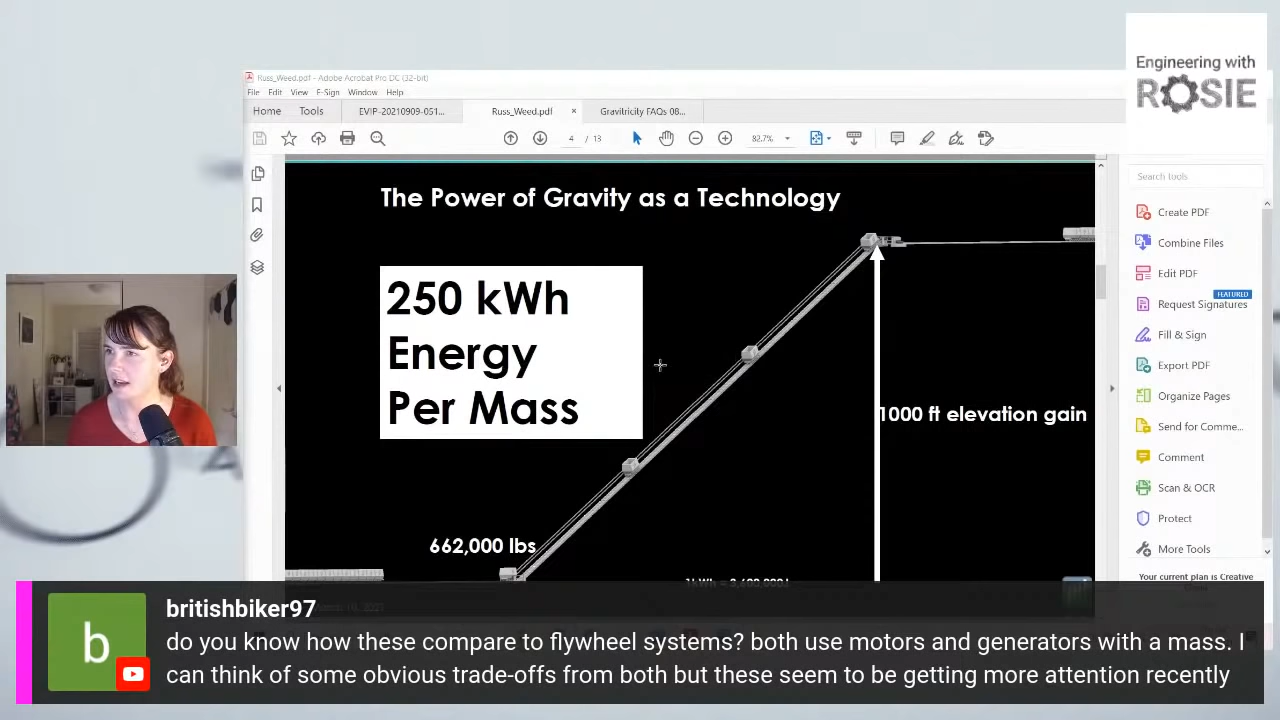 Engineering with
ROSIE
Russ_Weed.pdf - Adobe Acrobat Pro DC (32-bit)
File Edit View E-Sign Window Help
Home Tools EVIP-20210909-051... Russ_Weed.pdf × Gravitricity FAQs 08...
4 / 13 82.7%
Search tools
The Power of Gravity as a Technology
Create PDF
Combine Files
Edit PDF
FEATURED
Request Signatures
Fill & Sign
Export PDF
Organize Pages
Send for Comme...
Comment
Scan & OCR
Protect
More Tools
Your current plan is Creative
250 kWh
Energy
Per Mass
1000 ft elevation gain
662,000 lbs
britishbiker97
b
do you know how these compare to flywheel systems? both use motors and generators with a mass. I
can think of some obvious trade-offs from both but these seem to be getting more attention recently